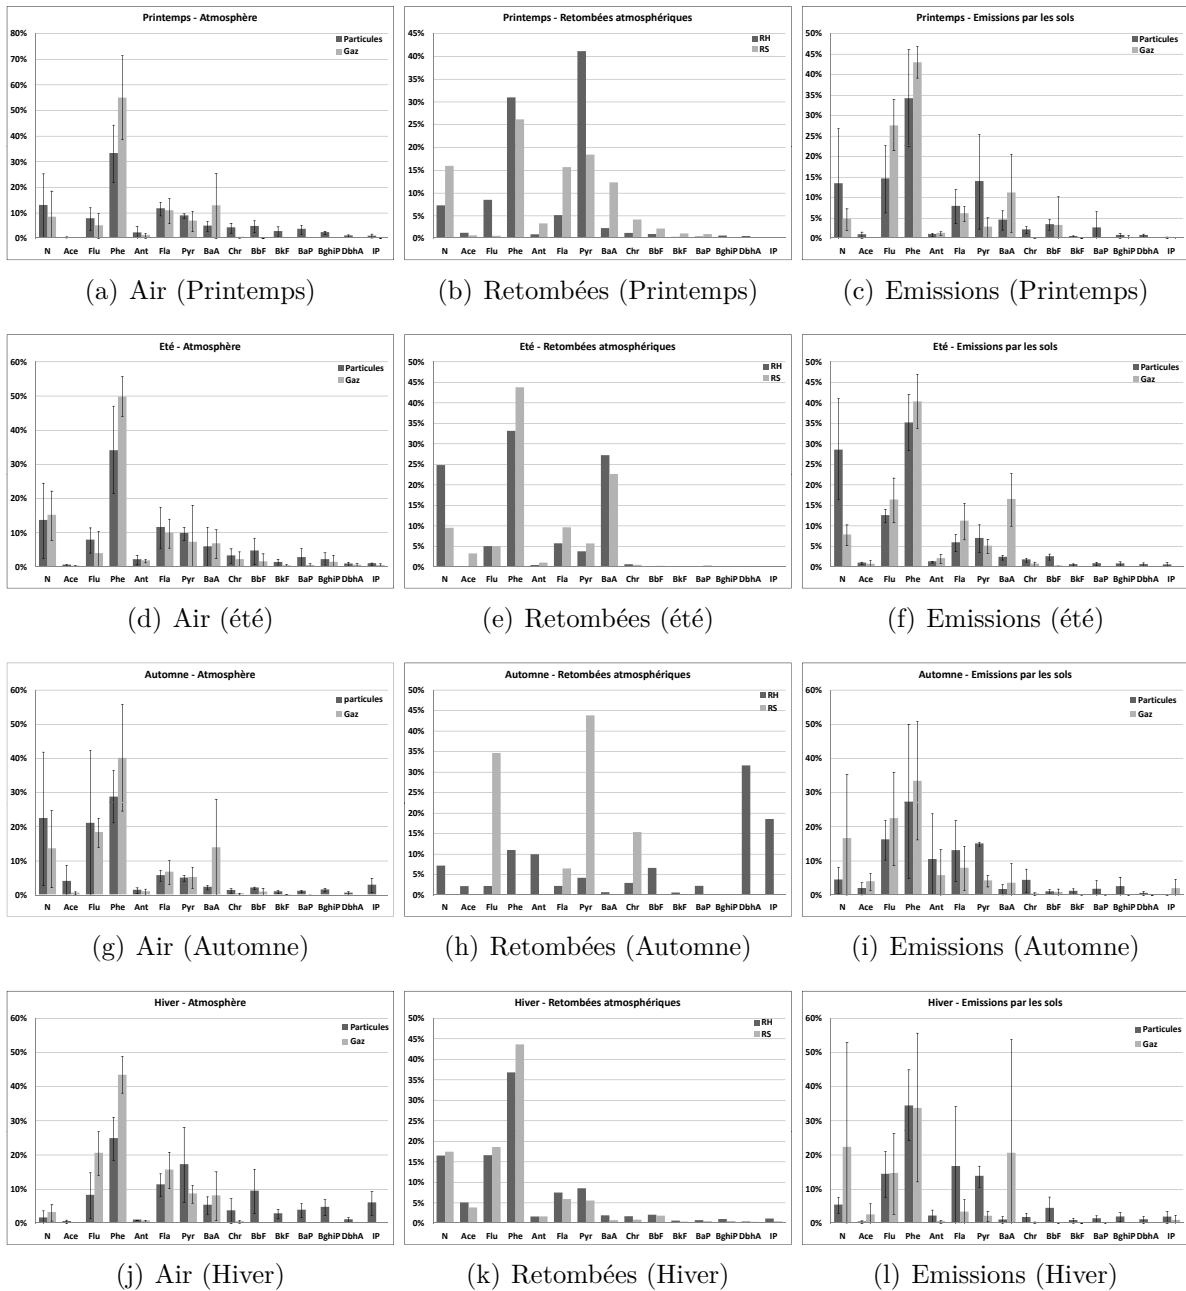 Printemps - Atmosphère
80%
70%
60%
50%
40%
30%
20%
10%
0%
Particules
Gaz
N Ace Flu Phe Ant Fla Pyr BaA Chr BbF BkF BaP BghiP DbhA IP
(a) Air (Printemps)
Printemps - Retombées atmosphériques
45%
40%
35%
30%
25%
20%
15%
10%
5%
0%
RH
RS
N Ace Flu Phe Ant Fla Pyr BaA Chr BbF BkF BaP BghiP DbhA IP
(b) Retombées (Printemps)
Printemps - Emissions par les sols
50%
45%
40%
35%
30%
25%
20%
15%
10%
5%
0%
Particules
Gaz
N Ace Flu Phe Ant Fla Pyr BaA Chr BbF BkF BaP BghiP DbhA IP
(c) Emissions (Printemps)
Eté - Atmosphère
60%
50%
40%
30%
20%
10%
0%
Particules
Gaz
N Ace Flu Phe Ant Fla Pyr BaA Chr BbF BkF BaP BghiP DbhA IP
(d) Air (été)
Eté - Retombées atmosphériques
50%
45%
40%
35%
30%
25%
20%
15%
10%
5%
0%
RH
RS
N Ace Flu Phe Ant Fla Pyr BaA Chr BbF BkF BaP BghiP DbhA IP
(e) Retombées (été)
Eté - Emissions par les sols
50%
45%
40%
35%
30%
25%
20%
15%
10%
5%
0%
Particules
Gaz
N Ace Flu Phe Ant Fla Pyr BaA Chr BbF BkF BaP BghiP DbhA IP
(f) Emissions (été)
Automne - Atmosphère
60%
50%
40%
30%
20%
10%
0%
particules
Gaz
N Ace Flu Phe Ant Fla Pyr BaA Chr BbF BkF BaP BghiP DbhA IP
(g) Air (Automne)
Automne - Retombées atmosphériques
50%
45%
40%
35%
30%
25%
20%
15%
10%
5%
0%
RH
RS
N Ace Flu Phe Ant Fla Pyr BaA Chr BbF BkF BaP BghiP DbhA IP
(h) Retombées (Automne)
Automne - Emissions par les sols
60%
50%
40%
30%
20%
10%
0%
Particules
Gaz
N Ace Flu Phe Ant Fla Pyr BaA Chr BbF BkF BaP BghiP DbhA IP
(i) Emissions (Automne)
Hiver - Atmosphère
60%
50%
40%
30%
20%
10%
0%
Particules
Gaz
N Ace Flu Phe Ant Fla Pyr BaA Chr BbF BkF BaP BghiP DbhA IP
(j) Air (Hiver)
Hiver - Retombées atmosphériques
50%
45%
40%
35%
30%
25%
20%
15%
10%
5%
0%
RH
RS
N Ace Flu Phe Ant Fla Pyr BaA Chr BbF BkF BaP BghiP DbhA IP
(k) Retombées (Hiver)
Hiver - Emissions par les sols
60%
50%
40%
30%
20%
10%
0%
Particules
Gaz
N Ace Flu Phe Ant Fla Pyr BaA Chr BbF BkF BaP BghiP DbhA IP
(l) Emissions (Hiver)